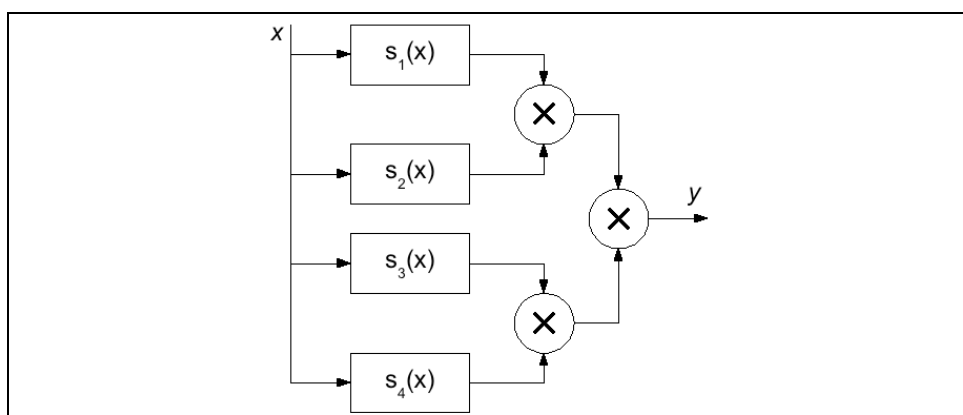 x
s₁(x)
s₂(x)
y
s₃(x)
s₄(x)